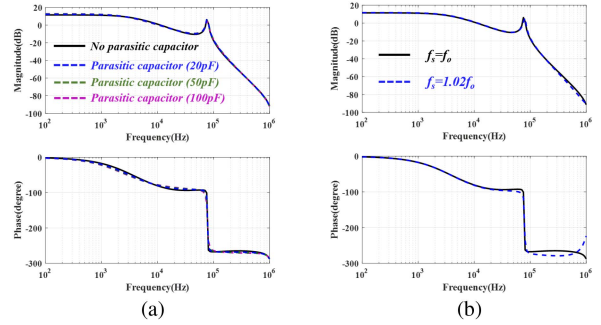 20
0
-20
-40
-60
-80
-100
Magnitude(dB)
No parasitic capacitor
Parasitic capacitor (20pF)
Parasitic capacitor (50pF)
Parasitic capacitor (100pF)
10² 10³ 10⁴ 10⁵ 10⁶
Frequency(Hz)
0
-100
-200
-300
Phase(degree)
10² 10³ 10⁴ 10⁵ 10⁶
Frequency(Hz)
(a)
20
0
-20
-40
-60
-80
-100
Magnitude(dB)
fs=fo
fs=1.02fo
10² 10³ 10⁴ 10⁵ 10⁶
Frequency(Hz)
0
-100
-200
-300
Phase(degree)
10² 10³ 10⁴ 10⁵ 10⁶
Frequency(Hz)
(b)